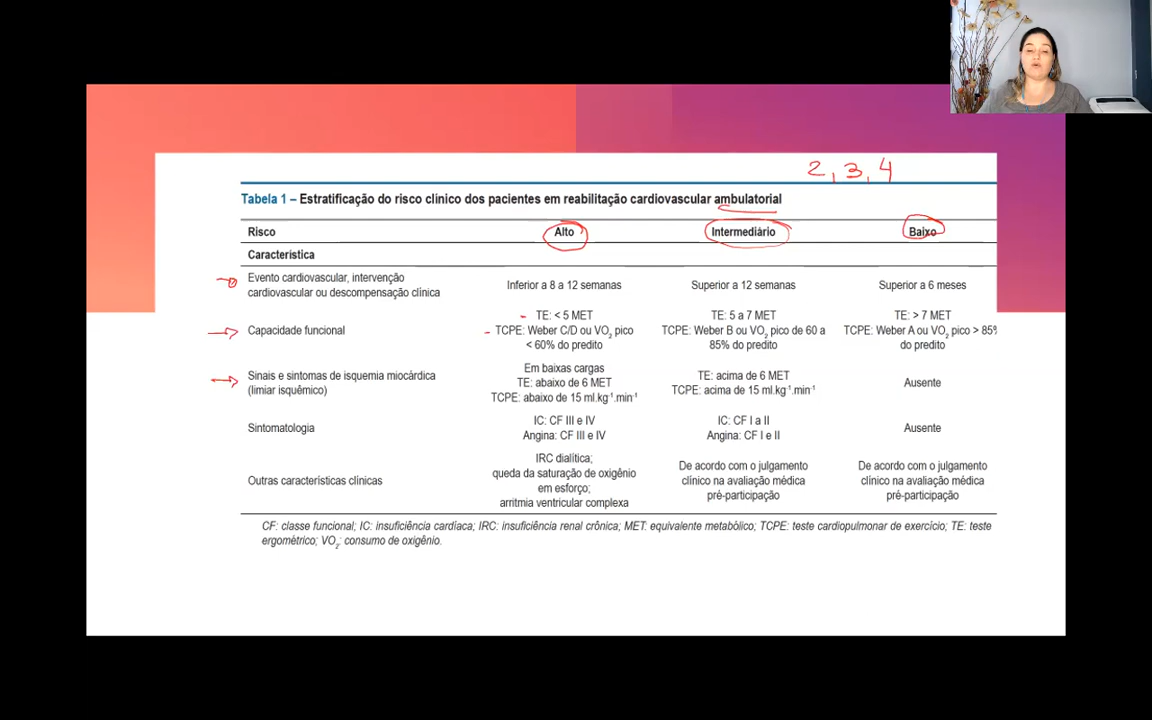 2, 3, 4
Tabela 1 – Estratificação do risco clínico dos pacientes em reabilitação cardiovascular ambulatorial
Risco Alto Intermediário Baixo
Característica
Evento cardiovascular, intervenção
cardiovascular ou descompensação clínica
Inferior a 8 a 12 semanas
Superior a 12 semanas
Superior a 6 meses
Capacidade funcional
TE: < 5 MET
TCPE: Weber C/D ou VO2 pico
< 60% do predito
TE: 5 a 7 MET
TCPE: Weber B ou VO2 pico de 60 a
85% do predito
TE: > 7 MET
TCPE: Weber A ou VO2 pico > 85%
do predito
Sinais e sintomas de isquemia miocárdica
(limiar isquêmico)
Em baixas cargas
TE: abaixo de 6 MET
TCPE: abaixo de 15 ml.kg-1.min-1
TE: acima de 6 MET
TCPE: acima de 15 ml.kg-1.min-1
Ausente
Sintomatologia
IC: CF III e IV
Angina: CF III e IV
IC: CF I a II
Angina: CF I e II
Ausente
Outras características clínicas
IRC dialítica;
queda da saturação de oxigênio
em esforço;
arritmia ventricular complexa
De acordo com o julgamento
clínico na avaliação médica
pré-participação
De acordo com o julgamento
clínico na avaliação médica
pré-participação
CF: classe funcional; IC: insuficiência cardíaca; IRC: insuficiência renal crônica; MET: equivalente metabólico; TCPE: teste cardiopulmonar de exercício; TE: teste
ergométrico; VO2: consumo de oxigênio.